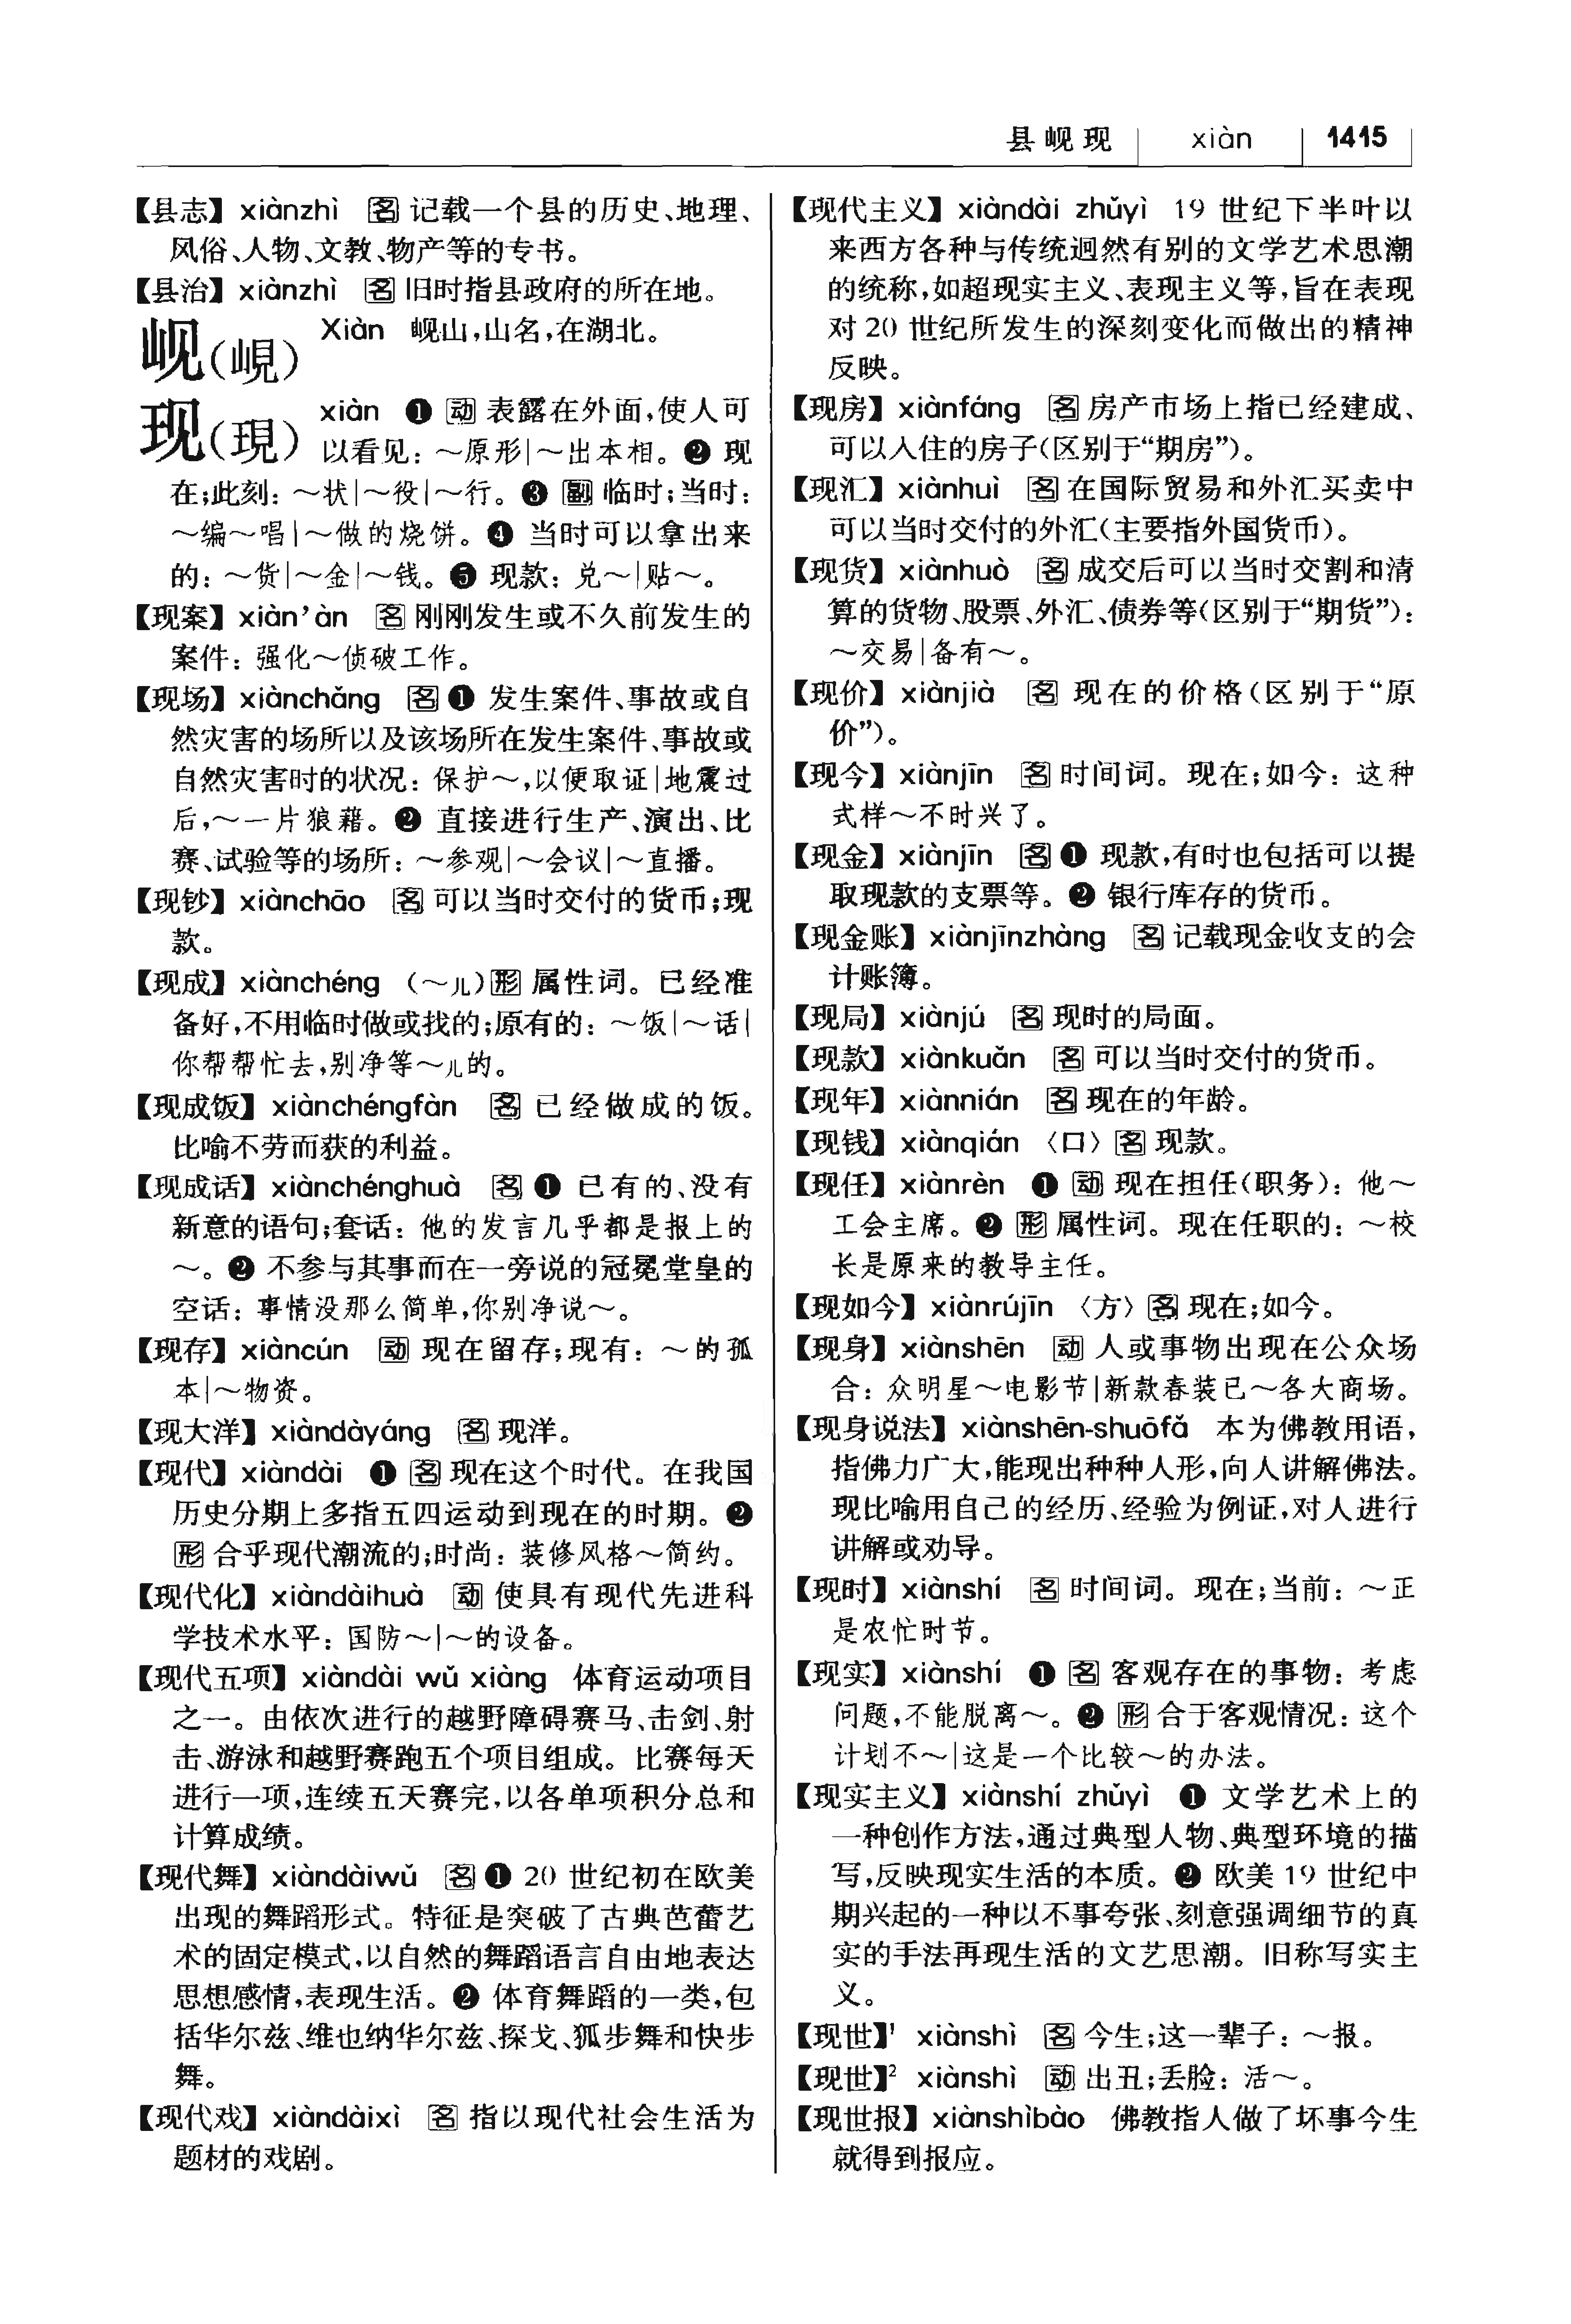 县岘现 xiàn 1415
【县志】 xiànzhì 名 记载一个县的历史、地理、
风俗、人物、文教、物产等的专书。
【县治】 xiànzhì 名 旧时指县政府的所在地。
岘(峴) Xiàn 岘山,山名,在湖北。
现(現) xiàn ❶ 动 表露在外面,使人可
以看见：～原形|～出本相。❷ 现
在;此刻：～状|～役|～行。❸ 副 临时;当时：
～编～唱|～做的烧饼。❹ 当时可以拿出来
的：～货|～金|～钱。❺ 现款：兑～|贴～。
【现案】 xiàn’àn 名 刚刚发生或不久前发生的
案件：强化～侦破工作。
【现场】 xiànchǎng 名 ❶ 发生案件、事故或自
然灾害的场所以及该场所在发生案件、事故或
自然灾害时的状况：保护～,以便取证|地震过
后,～一片狼藉。❷ 直接进行生产、演出、比
赛、试验等的场所：～参观|～会议|～直播。
【现钞】 xiànchāo 名 可以当时交付的货币;现
款。
【现成】 xiànchéng (～儿) 形 属性词。已经准
备好,不用临时做或找的;原有的：～饭|～话|
你帮帮忙去,别净等～儿的。
【现成饭】 xiànchéngfàn 名 已经做成的饭。
比喻不劳而获的利益。
【现成话】 xiànchénghuà 名 ❶ 已有的、没有
新意的语句;套话：他的发言几乎都是报上的
～。❷ 不参与其事而在一旁说的冠冕堂皇的
空话：事情没那么简单,你别净说～。
【现存】 xiàncún 动 现在留存;现有：～的孤
本|～物资。
【现大洋】 xiàndàyáng 名 现洋。
【现代】 xiàndài ❶ 名 现在这个时代。在我国
历史分期上多指五四运动到现在的时期。❷
形 合乎现代潮流的;时尚：装修风格～简约。
【现代化】 xiàndàihuà 动 使具有现代先进科
学技术水平：国防～|～的设备。
【现代五项】 xiàndài wǔ xiàng 体育运动项目
之一。由依次进行的越野障碍赛马、击剑、射
击、游泳和越野赛跑五个项目组成。比赛每天
进行一项,连续五天赛完,以各单项积分总和
计算成绩。
【现代舞】 xiàndàiwǔ 名 ❶ 20 世纪初在欧美
出现的舞蹈形式。特征是突破了古典芭蕾艺
术的固定模式,以自然的舞蹈语言自由地表达
思想感情,表现生活。❷ 体育舞蹈的一类,包
括华尔兹、维也纳华尔兹、探戈、狐步舞和快步
舞。
【现代戏】 xiàndàixì 名 指以现代社会生活为
题材的戏剧。
【现代主义】 xiàndài zhǔyì 19 世纪下半叶以
来西方各种与传统迥然有别的文学艺术思潮
的统称,如超现实主义、表现主义等,旨在表现
对 20 世纪所发生的深刻变化而做出的精神
反映。
【现房】 xiànfáng 名 房产市场上指已经建成、
可以入住的房子(区别于“期房”)。
【现汇】 xiànhuì 名 在国际贸易和外汇买卖中
可以当时交付的外汇(主要指外国货币)。
【现货】 xiànhuò 名 成交后可以当时交割和清
算的货物、股票、外汇、债券等(区别于“期货”)：
～交易|备有～。
【现价】 xiànjià 名 现在的价格(区别于“原
价”)。
【现今】 xiànjīn 名 时间词。现在;如今：这种
式样～不时兴了。
【现金】 xiànjīn 名 ❶ 现款,有时也包括可以提
取现款的支票等。❷ 银行库存的货币。
【现金账】 xiànjīnzhàng 名 记载现金收支的会
计账簿。
【现局】 xiànjú 名 现时的局面。
【现款】 xiànkuǎn 名 可以当时交付的货币。
【现年】 xiànnián 名 现在的年龄。
【现钱】 xiànqián 〈口〉 名 现款。
【现任】 xiànrèn ❶ 动 现在担任(职务)：他～
工会主席。❷ 形 属性词。现在任职的：～校
长是原来的教导主任。
【现如今】 xiànrújīn 〈方〉 名 现在;如今。
【现身】 xiànshēn 动 人或事物出现在公众场
合：众明星～电影节|新款春装已～各大商场。
【现身说法】 xiànshēn-shuōfǎ 本为佛教用语,
指佛力广大,能现出种种人形,向人讲解佛法。
现比喻用自己的经历、经验为例证,对人进行
讲解或劝导。
【现时】 xiànshí 名 时间词。现在;当前：～正
是农忙时节。
【现实】 xiànshí ❶ 名 客观存在的事物：考虑
问题,不能脱离～。❷ 形 合于客观情况：这个
计划不～|这是一个比较～的办法。
【现实主义】 xiànshí zhǔyì ❶ 文学艺术上的
一种创作方法,通过典型人物、典型环境的描
写,反映现实生活的本质。❷ 欧美 19 世纪中
期兴起的一种以不事夸张、刻意强调细节的真
实的手法再现生活的文艺思潮。旧称写实主
义。
【现世】¹ xiànshì 名 今生;这一辈子：～报。
【现世】² xiànshì 动 出丑;丢脸：活～。
【现世报】 xiànshìbào 佛教指人做了坏事今生
就得到报应。